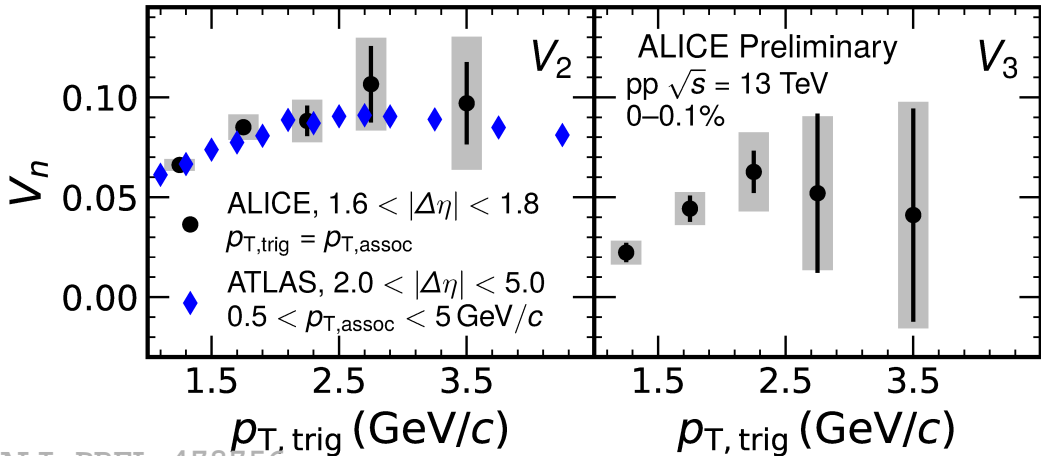 V2
ALICE Preliminary
V3
pp √s = 13 TeV
0–0.1%
0.10
0.05
0.00
Vn
ALICE, 1.6 < |Δη| < 1.8
pT,trig = pT,assoc
ATLAS, 2.0 < |Δη| < 5.0
0.5 < pT,assoc < 5 GeV/c
1.5 2.5 3.5 1.5 2.5 3.5
pT, trig (GeV/c) pT, trig (GeV/c)